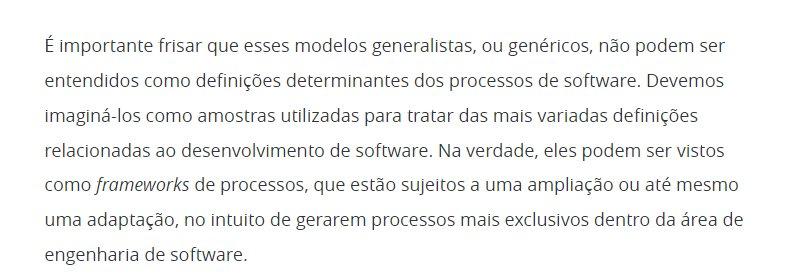 É importante frisar que esses modelos generalistas, ou genéricos, não podem ser
entendidos como definições determinantes dos processos de software. Devemos
imaginá-los como amostras utilizadas para tratar das mais variadas definições
relacionadas ao desenvolvimento de software. Na verdade, eles podem ser vistos
como frameworks de processos, que estão sujeitos a uma ampliação ou até mesmo
uma adaptação, no intuito de gerarem processos mais exclusivos dentro da área de
engenharia de software.